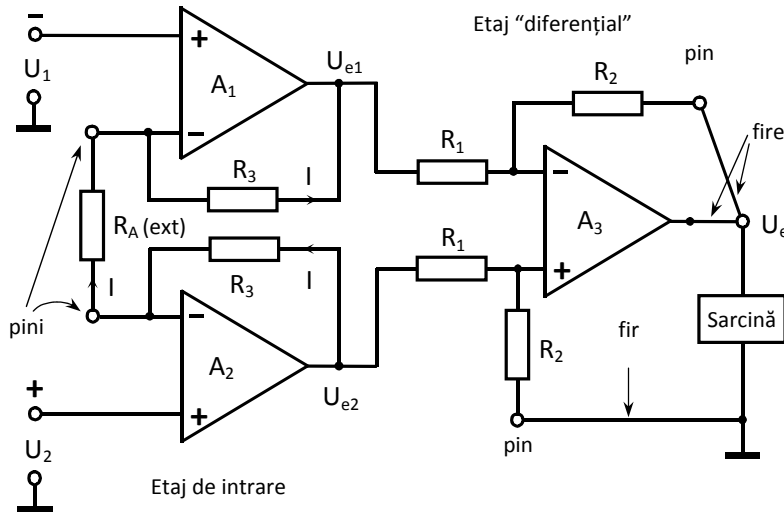 Etaj “diferențial”
−
+
U1
A1
Ue1
−
R3
I
RA (ext)
R3
I
I
pini
−
A2
+
Ue2
+
U2
Etaj de intrare
R1
R2
pin
fire
−
A3
+
Ue
R1
R2
Sarcină
fir
pin